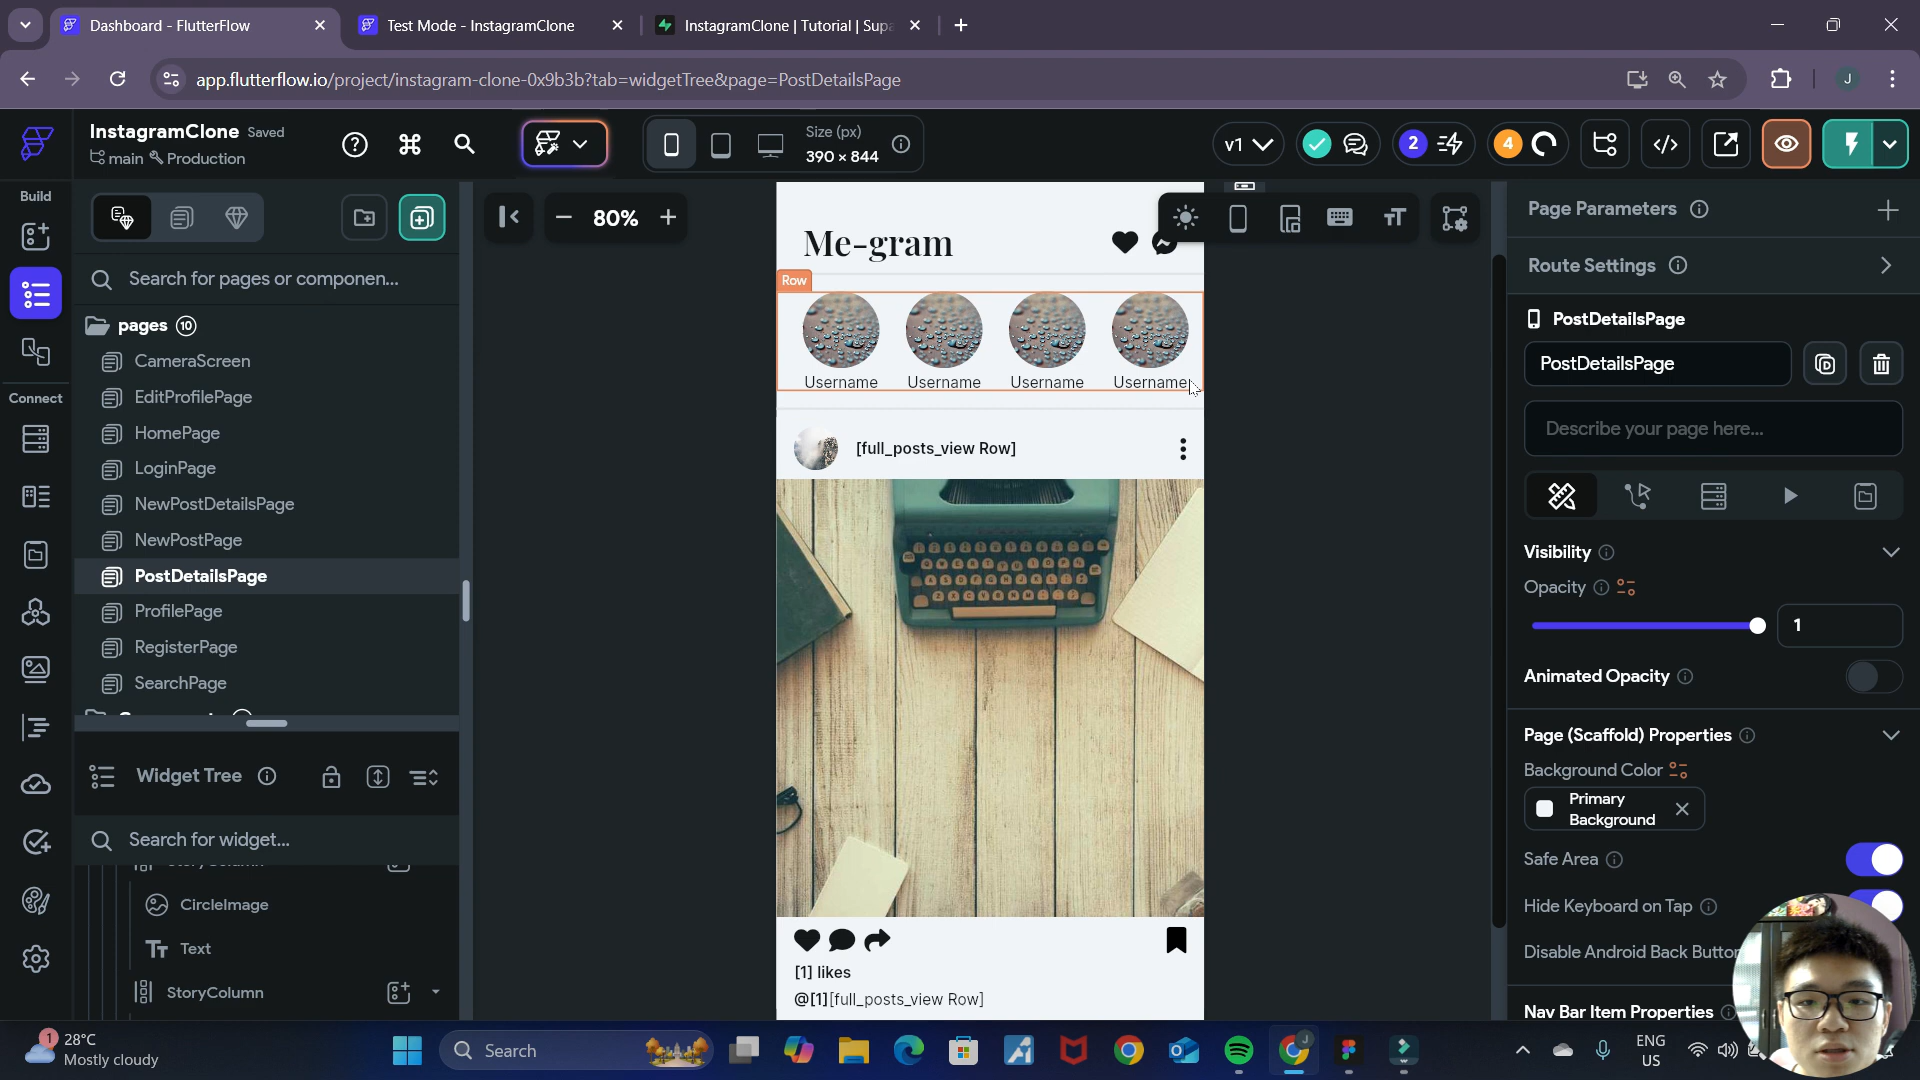 Dashboard - FlutterFlow
Test Mode - InstagramClone
InstagramClone | Tutorial | Supa
app.flutterflow.io/project/instagram-clone-0x9b3b?tab=widgetTree&page=PostDetailsPage
J
InstagramClone Saved
main Production
Size (px)
390 × 844
v1
2
4
Build
Connect
Search for pages or componen...
pages 10
CameraScreen
EditProfilePage
HomePage
LoginPage
NewPostDetailsPage
NewPostPage
PostDetailsPage
ProfilePage
RegisterPage
SearchPage
Widget Tree
Search for widget...
CircleImage
Text
StoryColumn
80%
Me-gram
Row
Username Username Username Username
[full_posts_view Row]
[1] likes
@[1][full_posts_view Row]
Page Parameters
Route Settings
PostDetailsPage
PostDetailsPage
Describe your page here...
Visibility
Opacity
1
Animated Opacity
Page (Scaffold) Properties
Background Color
Primary
Background
Safe Area
Hide Keyboard on Tap
Disable Android Back Button
Nav Bar Item Properties
1
28°C
Mostly cloudy
Search
J
ENG
US